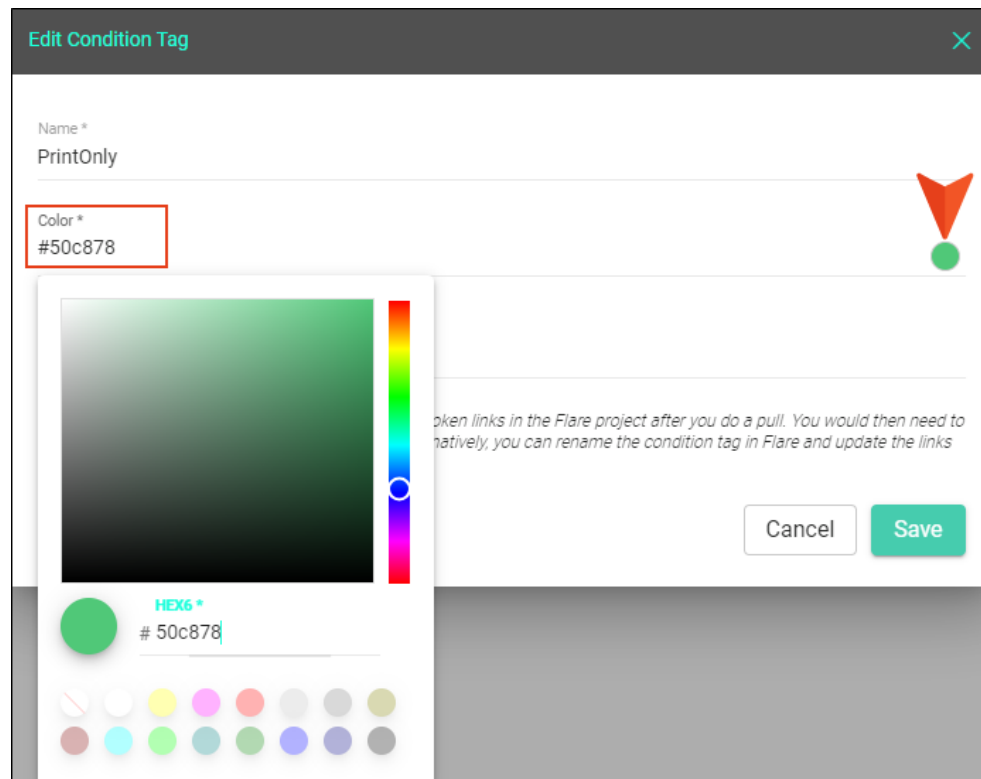 Edit Condition Tag
Name *
PrintOnly
Color *
#50c878
oken links in the Flare project after you do a pull. You would then need to
natively, you can rename the condition tag in Flare and update the links
Cancel
Save
HEX6 *
# 50c878